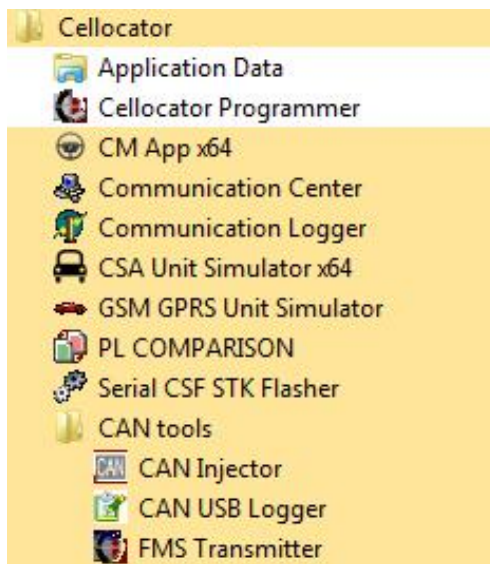 Cellocator
Application Data
Cellocator Programmer
CM App x64
Communication Center
Communication Logger
CSA Unit Simulator x64
GSM GPRS Unit Simulator
PL COMPARISON
Serial CSF STK Flasher
CAN tools
CAN CAN Injector
CAN USB Logger
FMS Transmitter